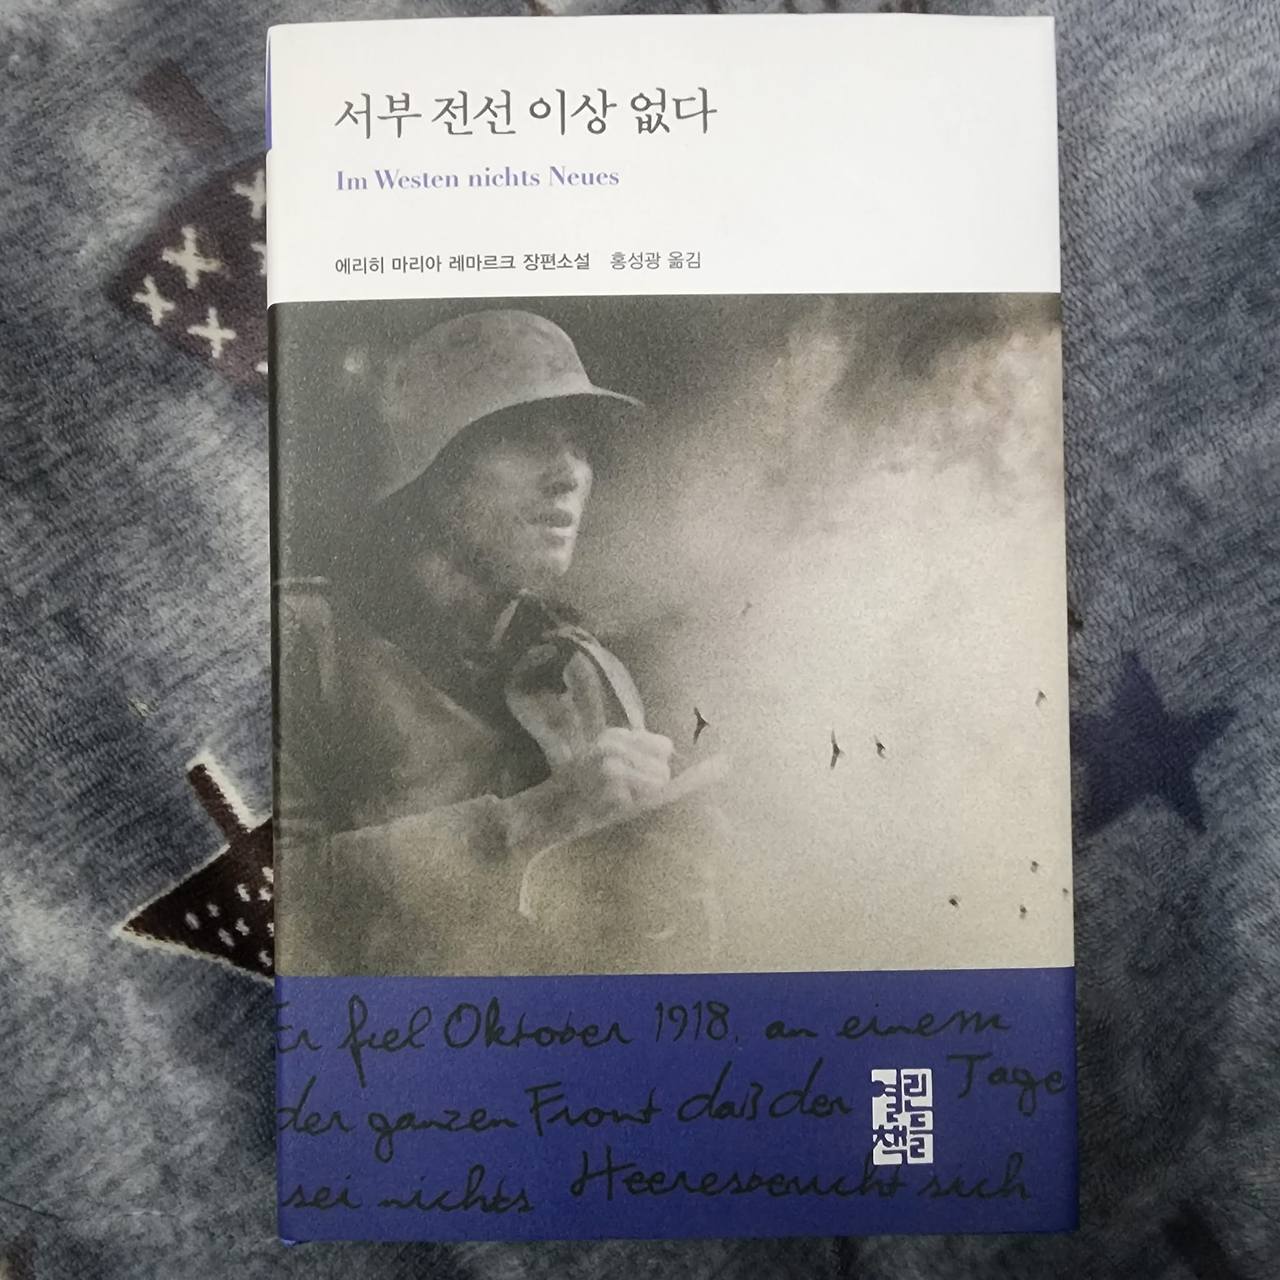 서부 전선 이상 없다
Im Westen nichts Neues
에리히 마리아 레마르크 장편소설 홍성광 옮김
Er fiel Oktober 1918, an einem
der ganzen Front daß der Tage
sei nichts Heeresbericht sich
열린책들